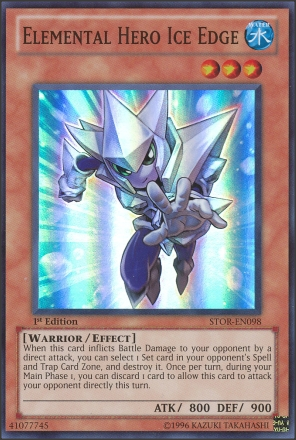 ELEMENTAL HERO ICE EDGE
WATER
水
1st Edition
STOR-EN098
[WARRIOR / EFFECT]
When this card inflicts Battle Damage to your opponent by a
direct attack, you can select 1 Set card in your opponent's Spell
and Trap Card Zone, and destroy it. Once per turn, during your
Main Phase 1, you can discard 1 card to allow this card to attack
your opponent directly this turn.
ATK / 800 DEF / 900
41077745
©1996 KAZUKI TAKAHASHI